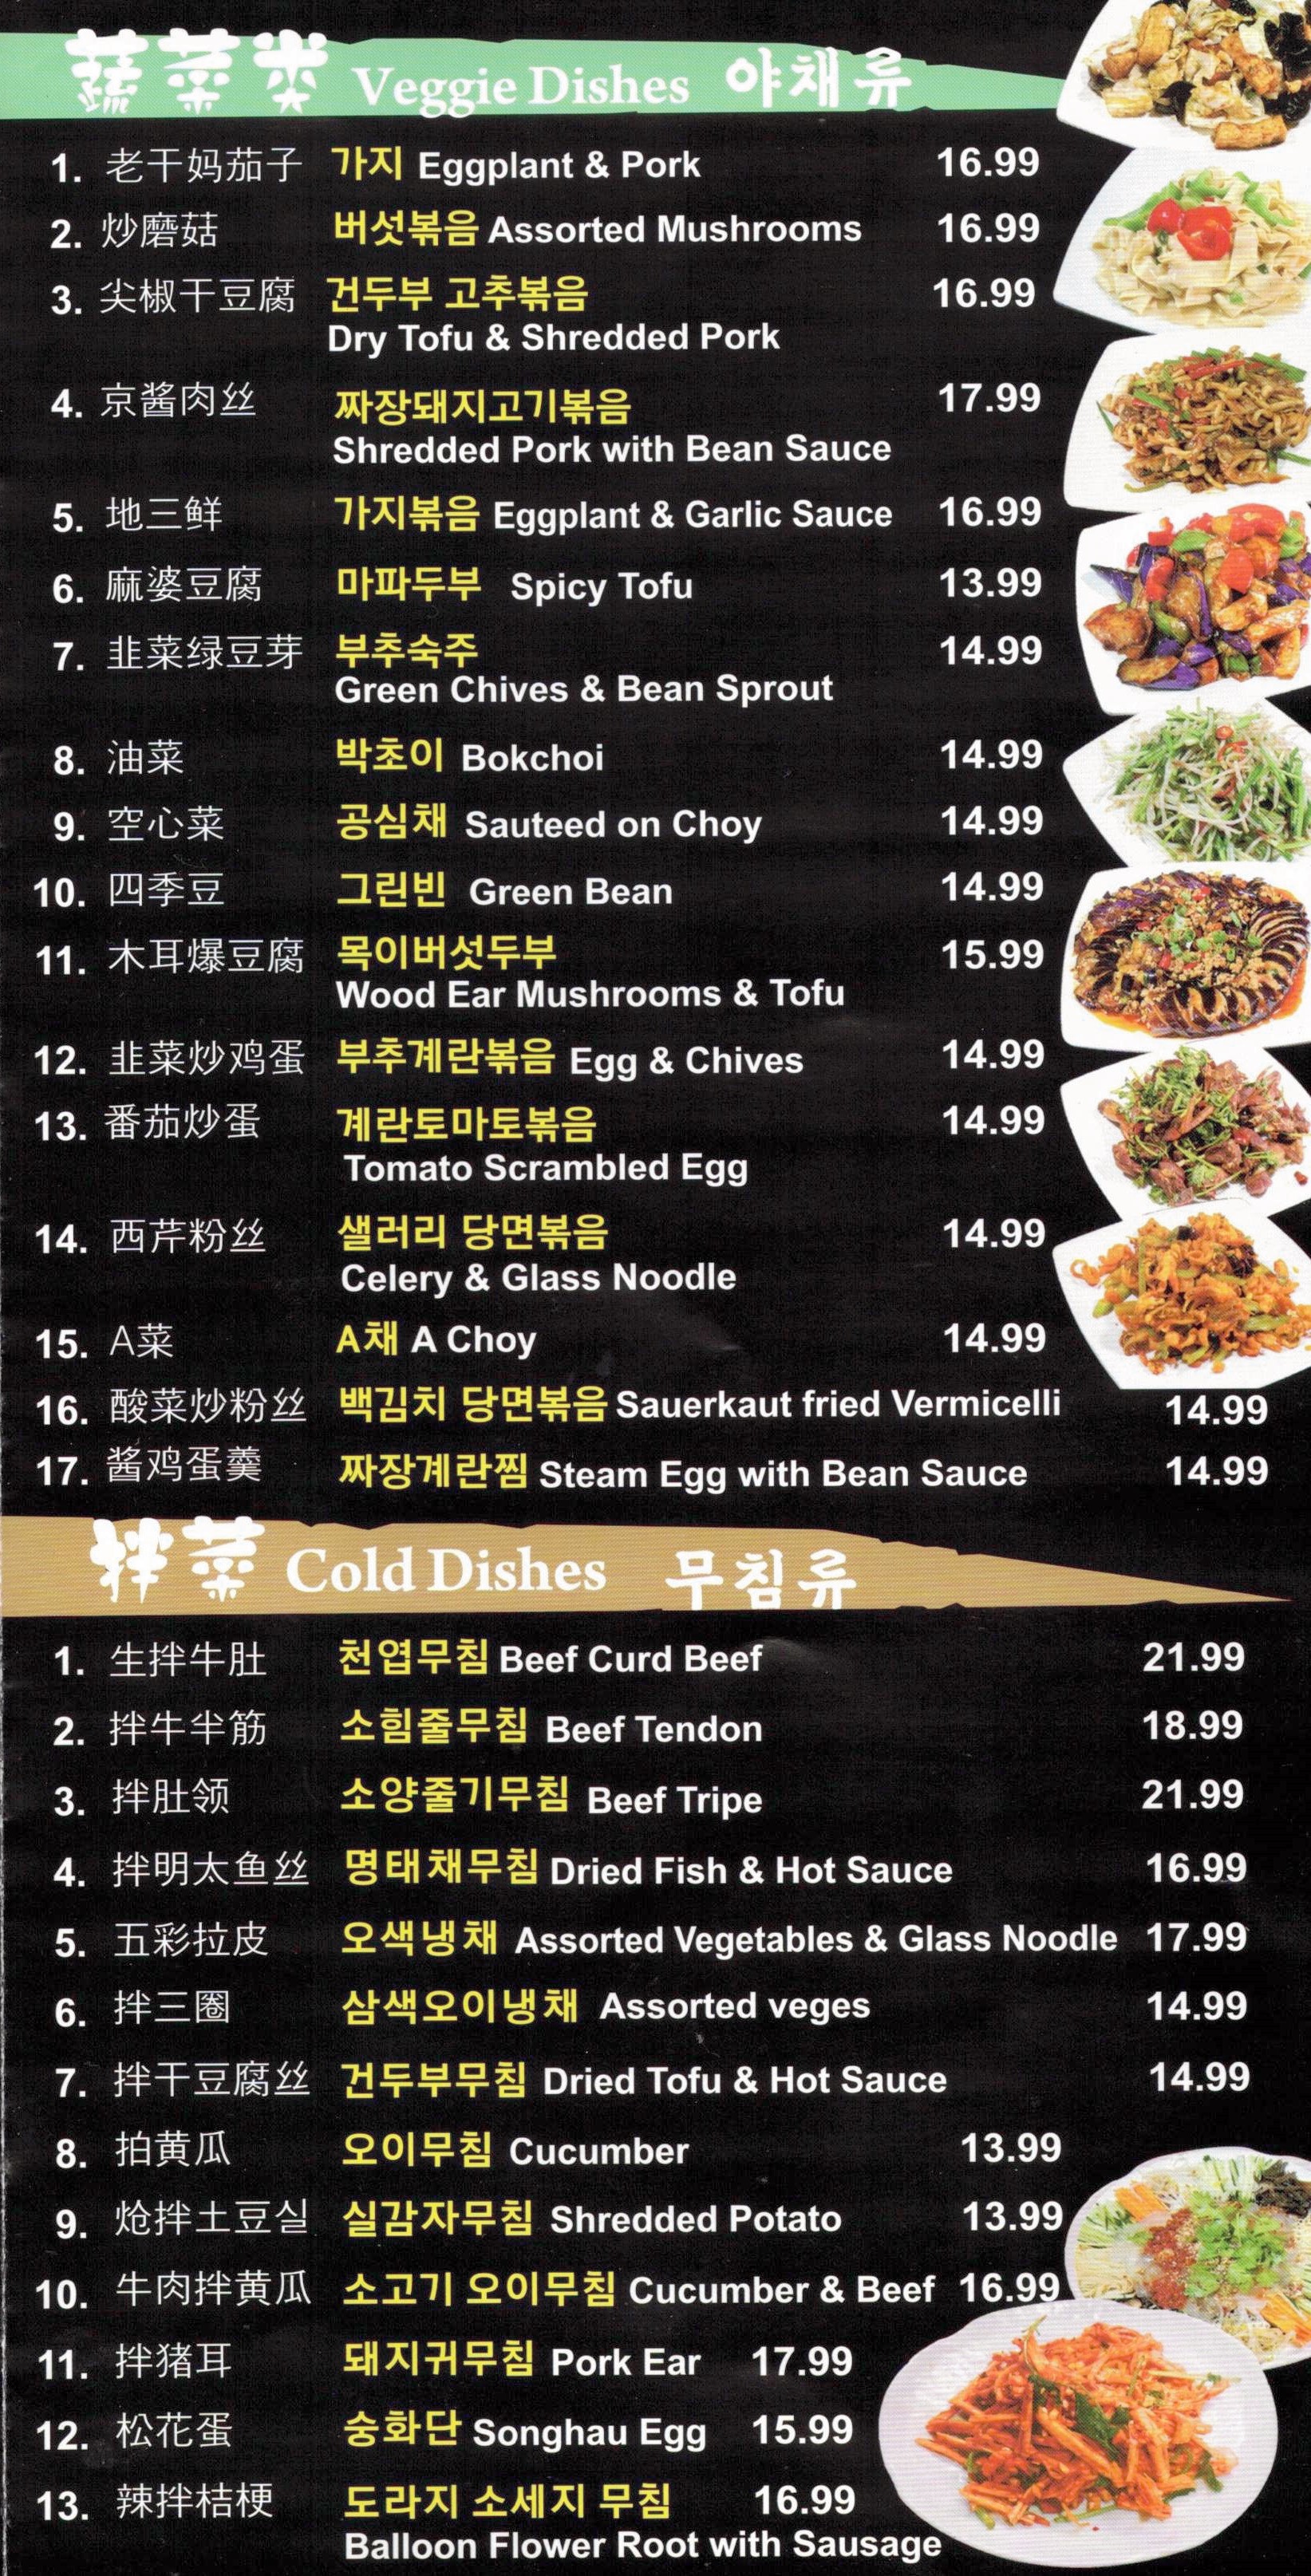 蔬菜类 Veggie Dishes 야채류
1. 老干妈茄子 가지 Eggplant & Pork 16.99
2. 炒磨菇 버섯볶음 Assorted Mushrooms 16.99
3. 尖椒干豆腐 건두부 고추볶음 16.99
Dry Tofu & Shredded Pork
4. 京酱肉丝 짜장돼지고기볶음 17.99
Shredded Pork with Bean Sauce
5. 地三鲜 가지볶음 Eggplant & Garlic Sauce 16.99
6. 麻婆豆腐 마파두부 Spicy Tofu 13.99
7. 韭菜绿豆芽 부추숙주 14.99
Green Chives & Bean Sprout
8. 油菜 박초이 Bokchoi 14.99
9. 空心菜 공심채 Sauteed on Choy 14.99
10. 四季豆 그린빈 Green Bean 14.99
11. 木耳爆豆腐 목이버섯두부 15.99
Wood Ear Mushrooms & Tofu
12. 韭菜炒鸡蛋 부추계란볶음 Egg & Chives 14.99
13. 番茄炒蛋 계란토마토볶음 14.99
Tomato Scrambled Egg
14. 西芹粉丝 샐러리 당면볶음 14.99
Celery & Glass Noodle
15. A菜 A채 A Choy 14.99
16. 酸菜炒粉丝 백김치 당면볶음 Sauerkaut fried Vermicelli 14.99
17. 酱鸡蛋羹 짜장계란찜 Steam Egg with Bean Sauce 14.99
拌菜 Cold Dishes 무침류
1. 生拌牛肚 천엽무침 Beef Curd Beef 21.99
2. 拌牛半筋 소힘줄무침 Beef Tendon 18.99
3. 拌肚领 소양줄기무침 Beef Tripe 21.99
4. 拌明太鱼丝 명태채무침 Dried Fish & Hot Sauce 16.99
5. 五彩拉皮 오색냉채 Assorted Vegetables & Glass Noodle 17.99
6. 拌三圈 삼색오이냉채 Assorted veges 14.99
7. 拌干豆腐丝 건두부무침 Dried Tofu & Hot Sauce 14.99
8. 拍黄瓜 오이무침 Cucumber 13.99
9. 炝拌土豆실 실감자무침 Shredded Potato 13.99
10. 牛肉拌黄瓜 소고기 오이무침 Cucumber & Beef 16.99
11. 拌猪耳 돼지귀무침 Pork Ear 17.99
12. 松花蛋 숭화단 Songhau Egg 15.99
13. 辣拌桔梗 도라지 소세지 무침 16.99
Balloon Flower Root with Sausage